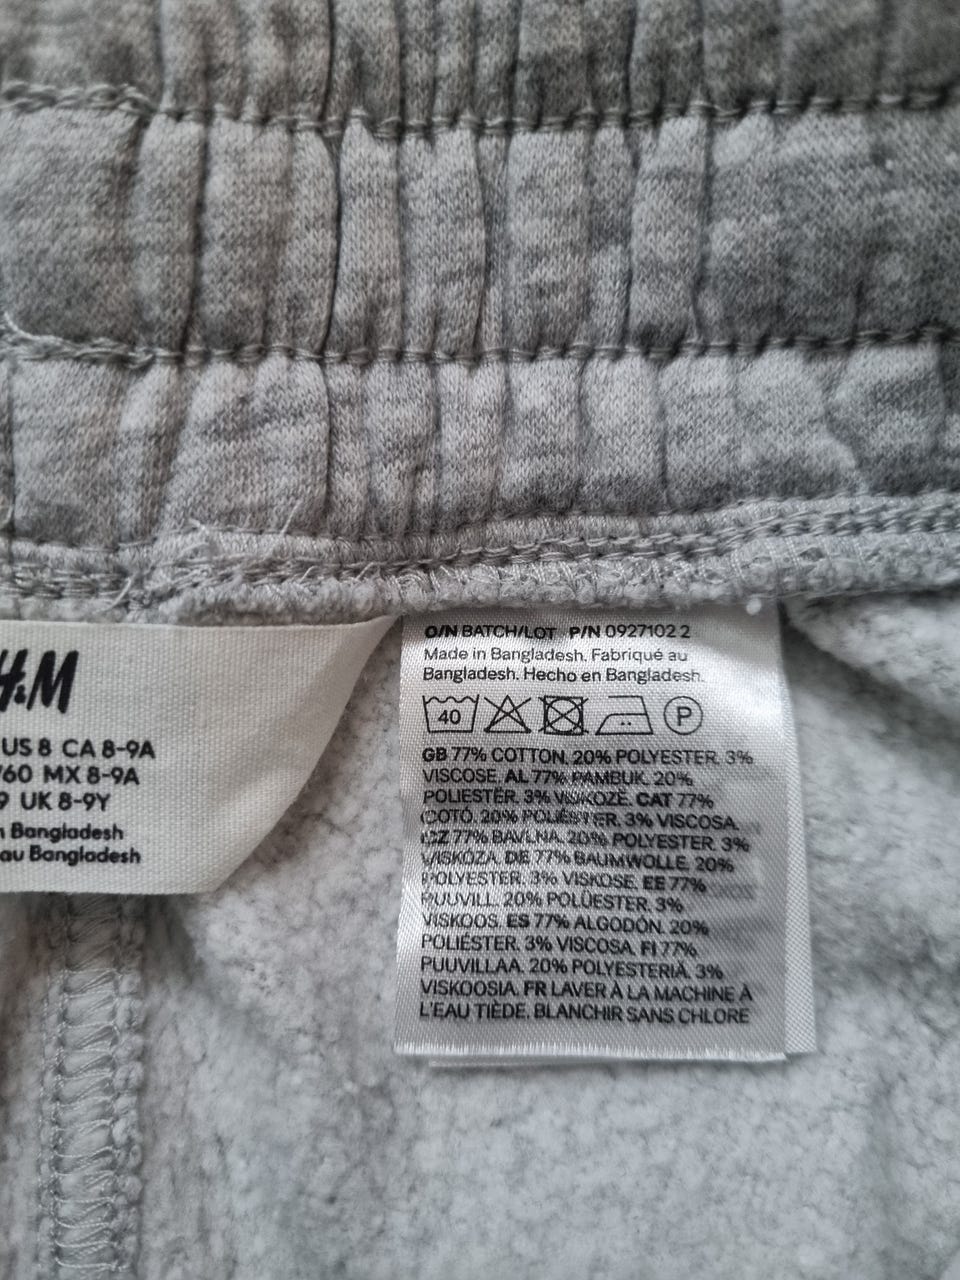 H&M
US 8 CA 8-9A
/60 MX 8-9A
9 UK 8-9Y
Bangladesh
au Bangladesh
O/N BATCH/LOT P/N 0927102 2
Made in Bangladesh. Fabriqué au
Bangladesh. Hecho en Bangladesh.
40 P
GB 77% COTTON. 20% POLYESTER. 3%
VISCOSE. AL 77% PAMBUK. 20%
POLIESTËR. 3% VISKOZË. CAT 77%
COTÓ. 20% POLIÈSTER. 3% VISCOSA.
CZ 77% BAVLNA. 20% POLYESTER. 3%
VISKÓZA. DE 77% BAUMWOLLE. 20%
POLYESTER. 3% VISKOSE. EE 77%
PUUVILL. 20% POLÜESTER. 3%
VISKOOS. ES 77% ALGODÓN. 20%
POLIÉSTER. 3% VISCOSA. FI 77%
PUUVILLAA. 20% POLYESTERIÄ. 3%
VISKOOSIA. FR LAVER À LA MACHINE À
L'EAU TIÈDE. BLANCHIR SANS CHLORE